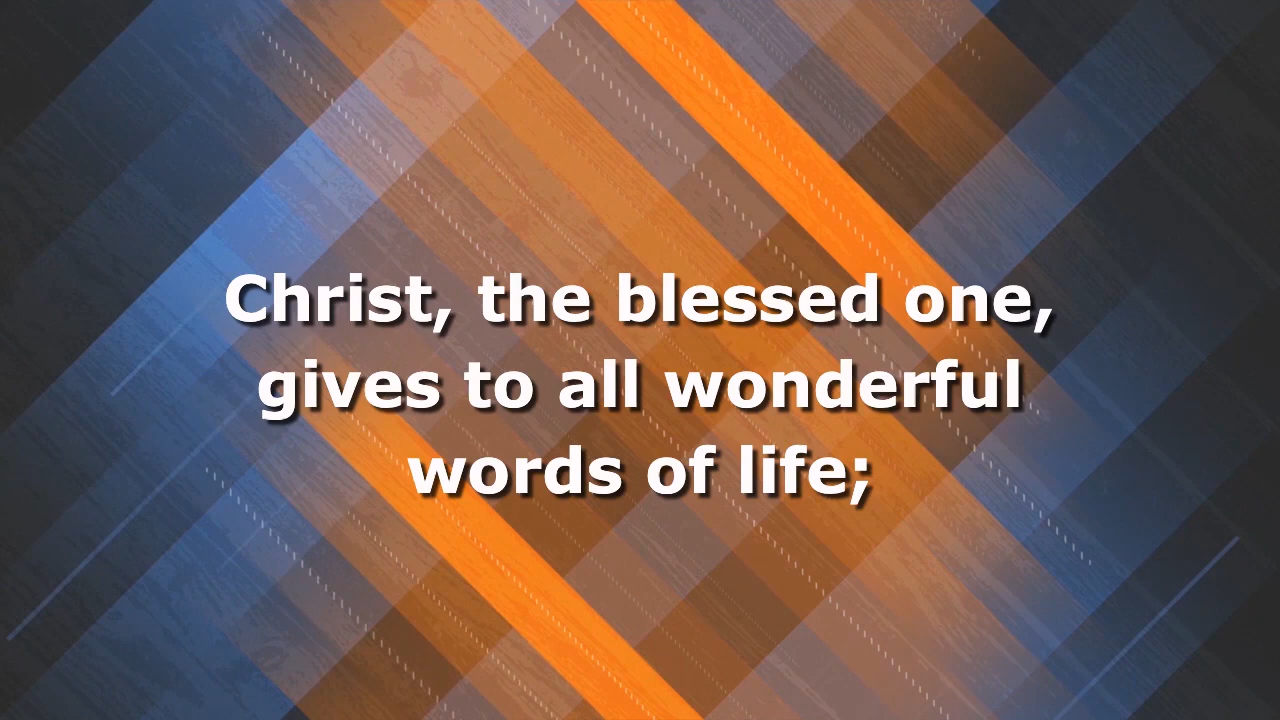 Christ, the blessed one,
gives to all wonderful
words of life;